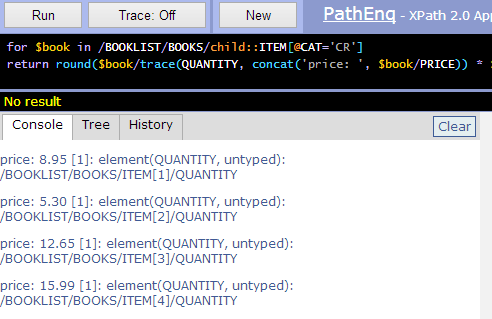 Run Trace: Off New PathEnq - XPath 2.0 App
for $book in /BOOKLIST/BOOKS/child::ITEM[@CAT='CR']
return round($book/trace(QUANTITY, concat('price: ', $book/PRICE)) *
No result
Console Tree History Clear
price: 8.95 [1]: element(QUANTITY, untyped):
/BOOKLIST/BOOKS/ITEM[1]/QUANTITY
price: 5.30 [1]: element(QUANTITY, untyped):
/BOOKLIST/BOOKS/ITEM[2]/QUANTITY
price: 12.65 [1]: element(QUANTITY, untyped):
/BOOKLIST/BOOKS/ITEM[3]/QUANTITY
price: 15.99 [1]: element(QUANTITY, untyped):
/BOOKLIST/BOOKS/ITEM[4]/QUANTITY